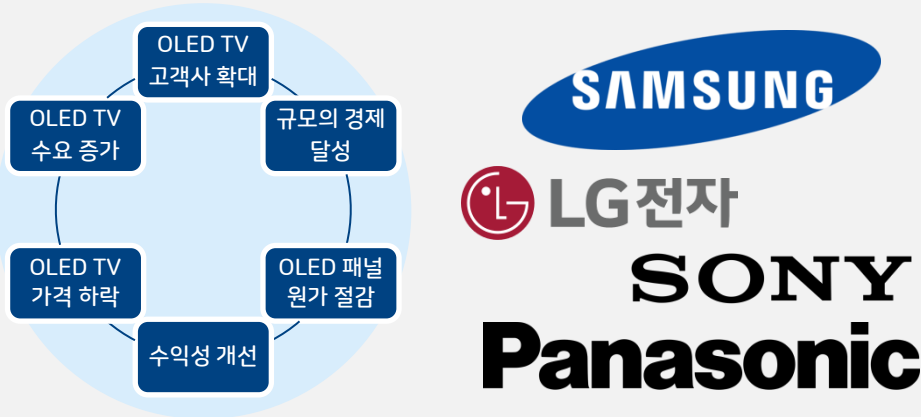 OLED TV
고객사 확대
규모의 경제
달성
OLED 패널
원가 절감
수익성 개선
OLED TV
가격 하락
OLED TV
수요 증가
SAMSUNG
LG전자
SONY
Panasonic